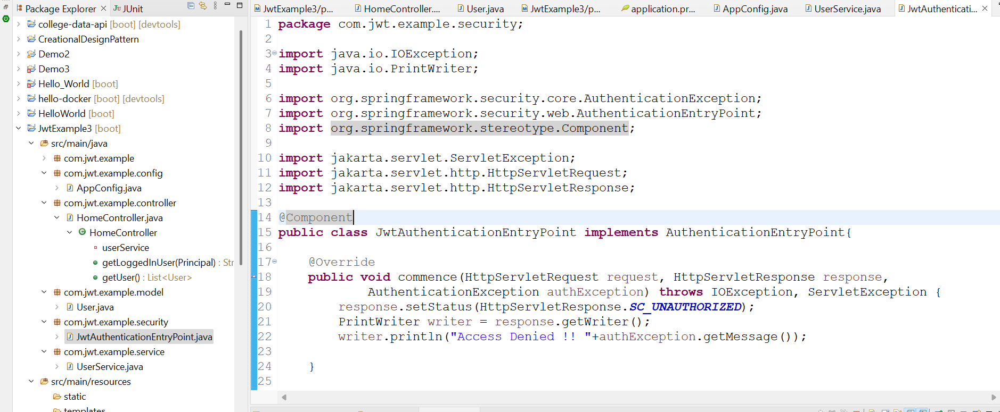 Package Explorer
JUnit
college-data-api [boot] [devtools]
CreationalDesignPattern
Demo2
Demo3
Hello_World [boot]
hello-docker [boot] [devtools]
HelloWorld [boot]
JwtExample3 [boot]
src/main/java
com.jwt.example
com.jwt.example.config
AppConfig.java
com.jwt.example.controller
HomeController.java
HomeController
userService
getLoggedInUser(Principal) : Str
getUser() : List<User>
com.jwt.example.model
User.java
com.jwt.example.security
JwtAuthenticationEntryPoint.java
com.jwt.example.service
UserService.java
src/main/resources
static
templates
JwtExample3/p...
HomeController....
User.java
JwtExample3/p...
application.pr...
AppConfig.java
UserService.java
JwtAuthenticati...
1 package com.jwt.example.security;
2
3 import java.io.IOException;
4 import java.io.PrintWriter;
5
6 import org.springframework.security.core.AuthenticationException;
7 import org.springframework.security.web.AuthenticationEntryPoint;
8 import org.springframework.stereotype.Component;
9
10 import jakarta.servlet.ServletException;
11 import jakarta.servlet.http.HttpServletRequest;
12 import jakarta.servlet.http.HttpServletResponse;
13
14 @Component
15 public class JwtAuthenticationEntryPoint implements AuthenticationEntryPoint{
16
17 @Override
18 public void commence(HttpServletRequest request, HttpServletResponse response,
19 AuthenticationException authException) throws IOException, ServletException {
20 response.setStatus(HttpServletResponse.SC_UNAUTHORIZED);
21 PrintWriter writer = response.getWriter();
22 writer.println("Access Denied !! "+authException.getMessage());
23
24 }
25